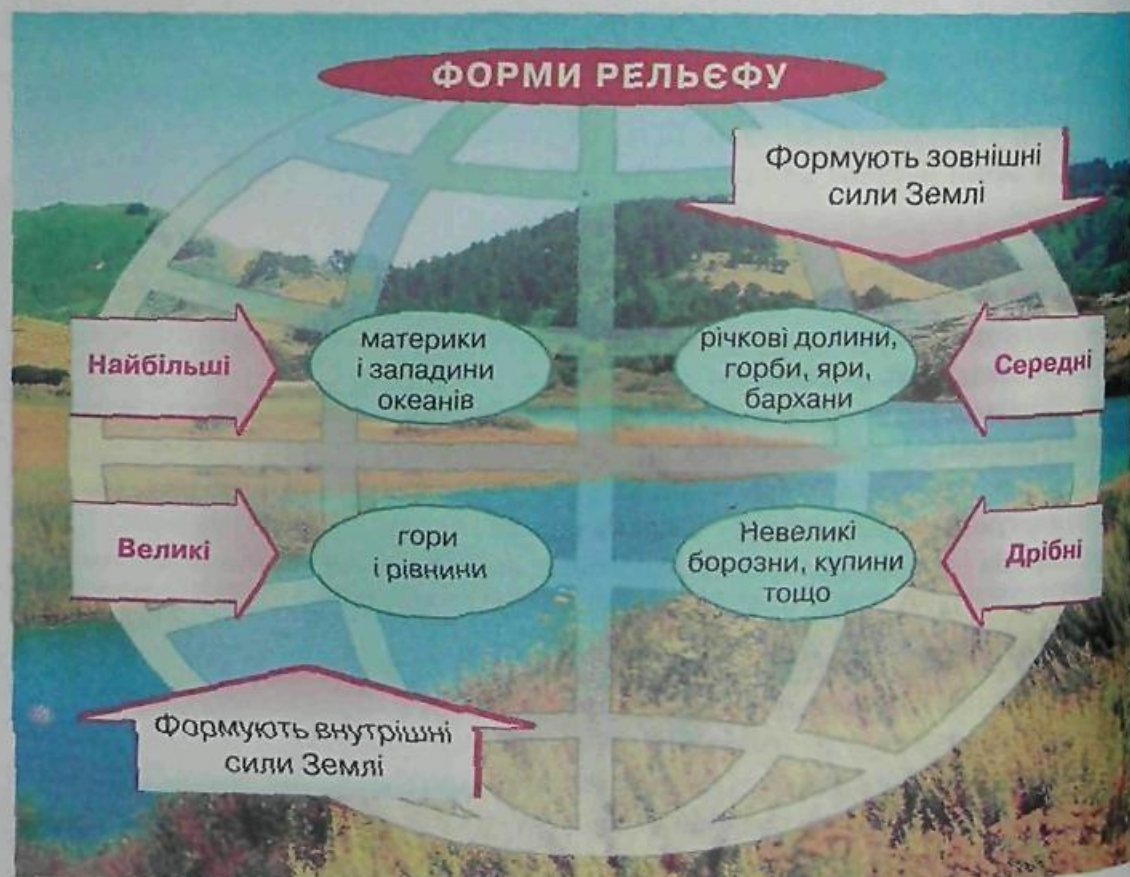 ФОРМИ РЕЛЬЄФУ
Формують зовнішні
сили Землі
Найбільші
материки
і западини
океанів
річкові долини,
горби, яри,
бархани
Середні
Великі
гори
і рівнини
Невеликі
борозни, купини
тощо
Дрібні
Формують внутрішні
сили Землі